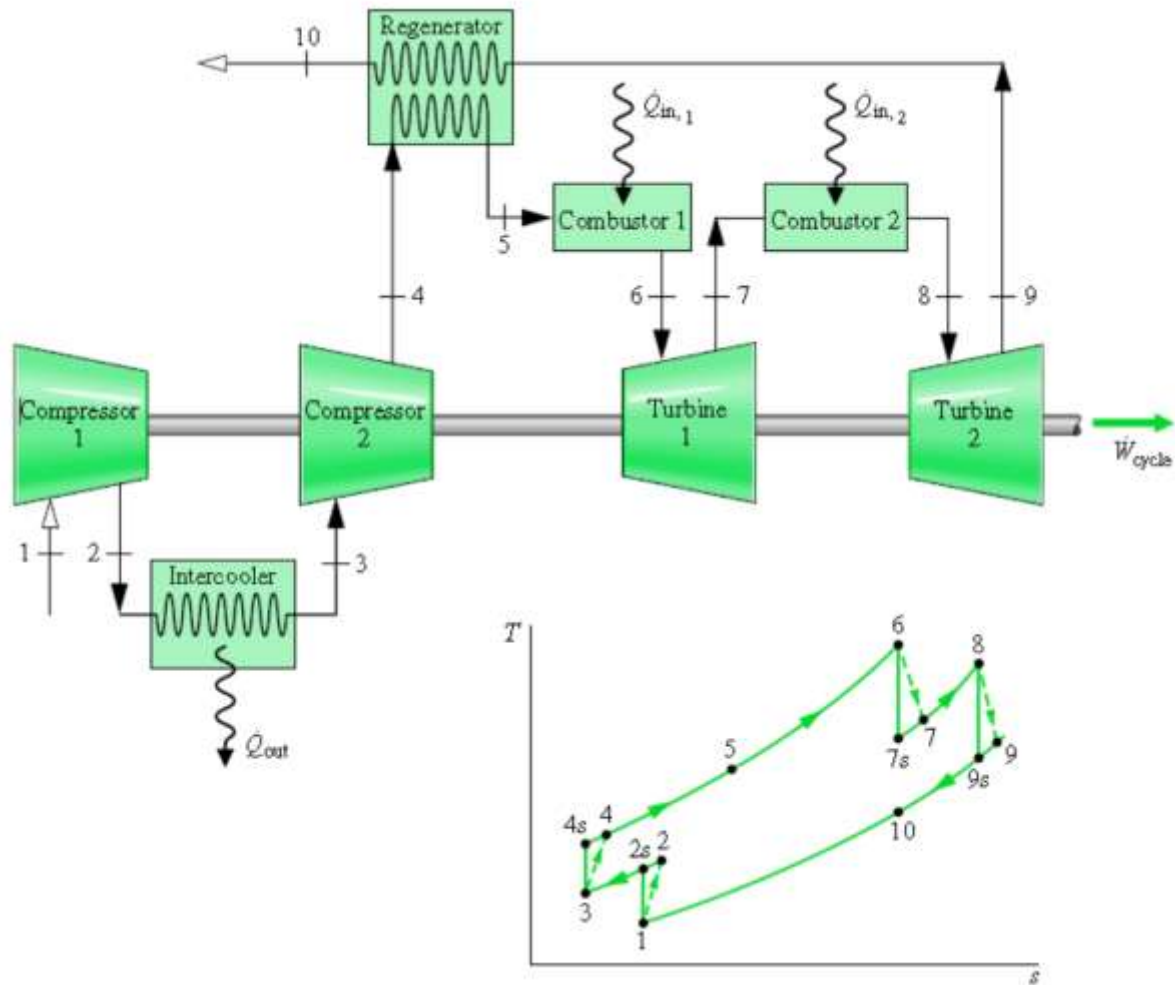 10
Regenerator
Q̇in, 1
Q̇in, 2
Combustor 1
Combustor 2
5
4
6
7
8
9
Compressor
1
Compressor
2
Turbine
1
Turbine
2
Ẇcycle
1
2
3
Intercooler
Q̇out
T
6
8
5
7
7s
9
9s
4s
4
10
2s
2
3
1
s